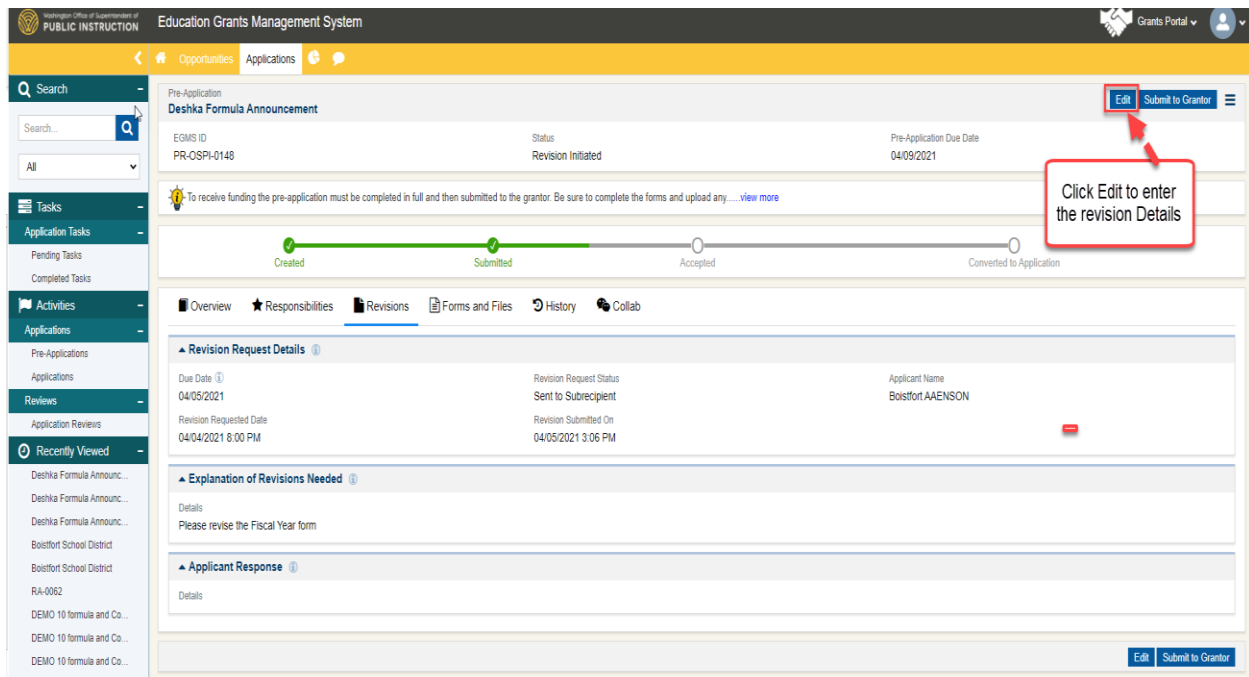 Washington Office of Superintendent of
PUBLIC INSTRUCTION
Education Grants Management System
Grants Portal
Opportunities
Applications
Search
Search...
All
Tasks
Application Tasks
Pending Tasks
Completed Tasks
Activities
Applications
Pre-Applications
Applications
Reviews
Application Reviews
Recently Viewed
Deshka Formula Announc...
Deshka Formula Announc...
Deshka Formula Announc...
Boistfort School District
Boistfort School District
RA-0062
DEMO 10 formula and Co...
DEMO 10 formula and Co...
DEMO 10 formula and Co...
Pre-Application
Deshka Formula Announcement
Edit
Submit to Grantor
EGMS ID
PR-OSPI-0148
Status
Revision Initiated
Pre-Application Due Date
04/09/2021
Click Edit to enter
the revision Details
To receive funding the pre-application must be completed in full and then submitted to the grantor. Be sure to complete the forms and upload any......view more
Created
Submitted
Accepted
Converted to Application
Overview
Responsibilities
Revisions
Forms and Files
History
Collab
Revision Request Details
Due Date
04/05/2021
Revision Request Status
Sent to Subrecipient
Applicant Name
Boistfort AAENSON
Revision Requested Date
04/04/2021 8:00 PM
Revision Submitted On
04/05/2021 3:06 PM
Explanation of Revisions Needed
Details
Please revise the Fiscal Year form
Applicant Response
Details
Edit
Submit to Grantor